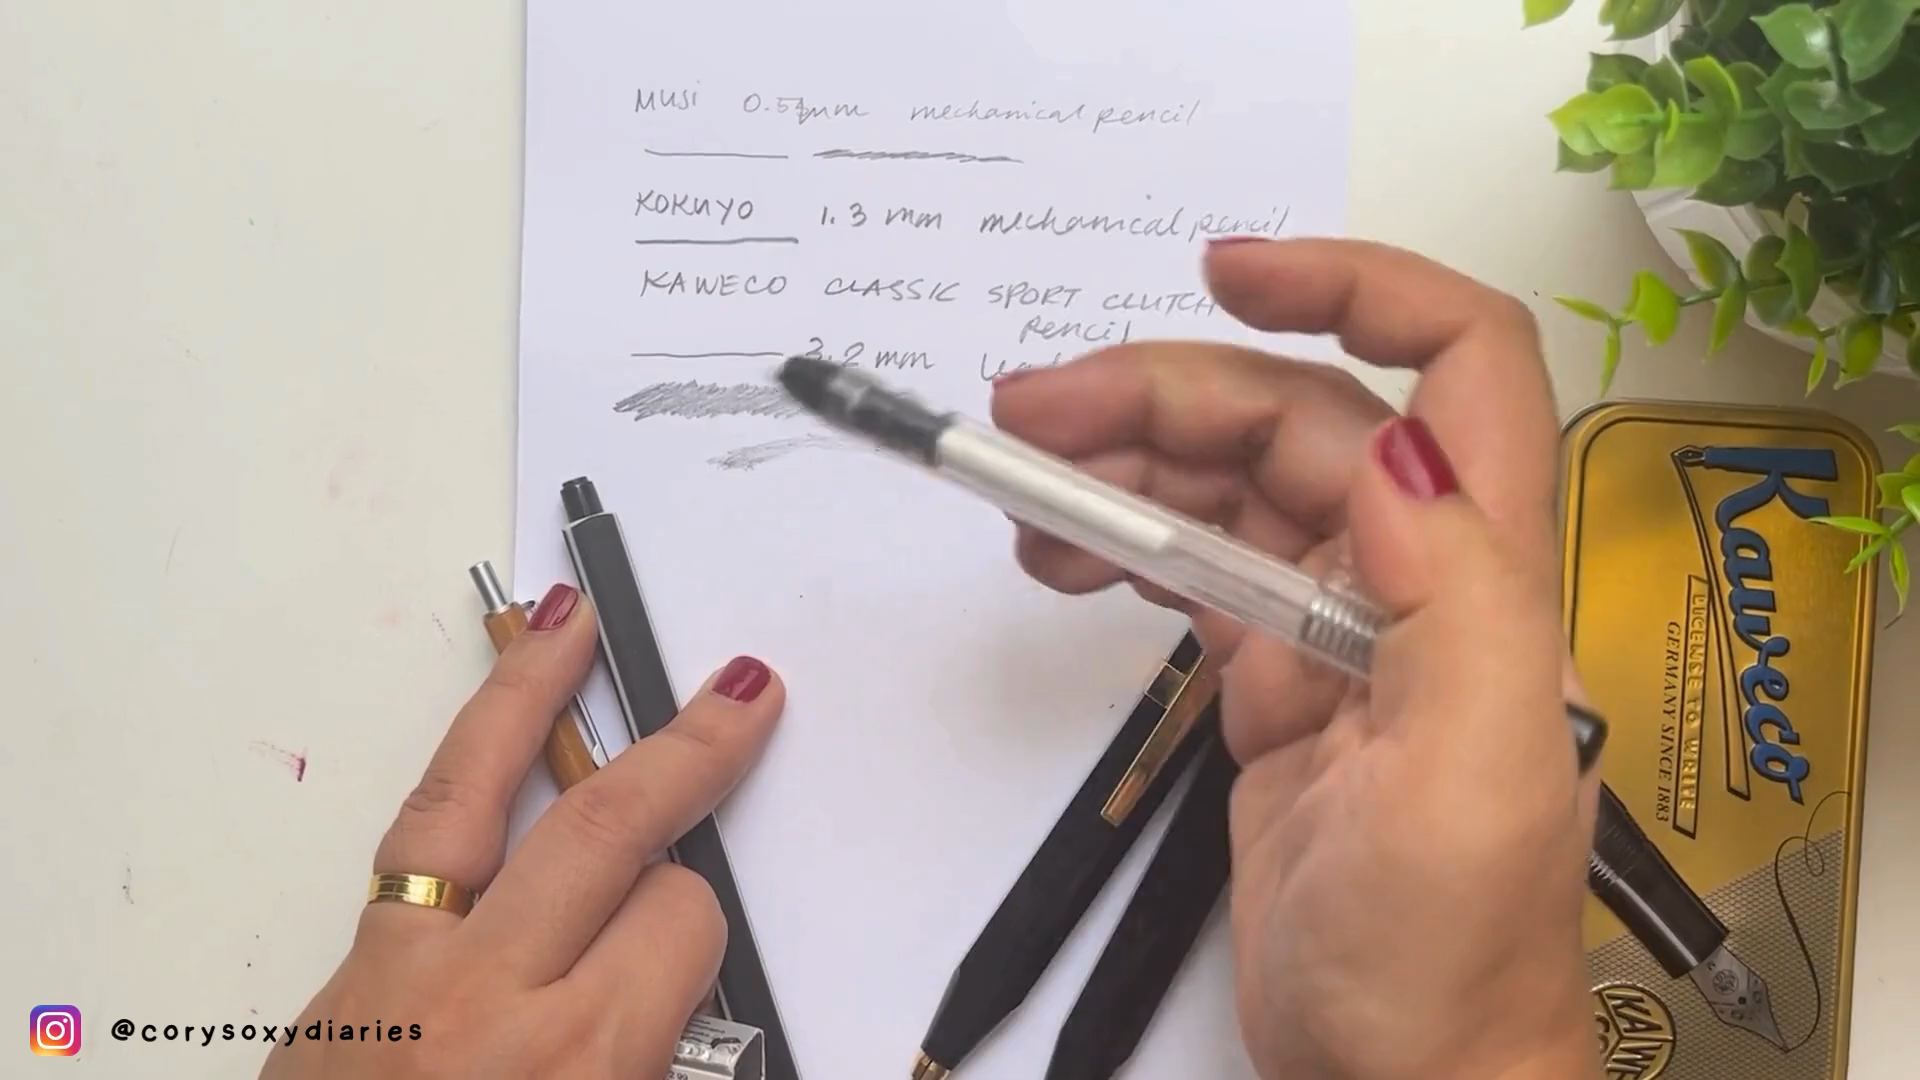 MUSI 0.5mm mechanical pencil
KOKUYO 1.3 mm mechanical pencil
KAWECO CLASSIC SPORT CLUTCH
pencil
3.2 mm
Kaweco
LICENSE TO WRITE
GERMANY SINCE 1883
@corysoxydiaries